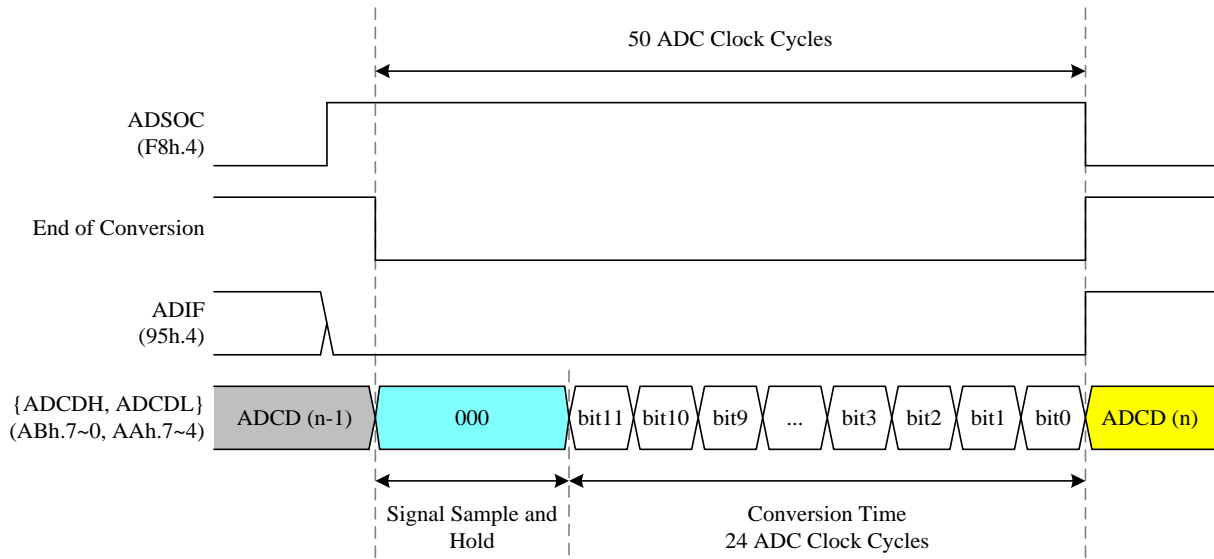 50 ADC Clock Cycles
ADSOC
(F8h.4)
End of Conversion
ADIF
(95h.4)
{ADCDH, ADCDL}
(ABh.7~0, AAh.7~4)
ADCD (n-1)
000
bit11
bit10
bit9
...
bit3
bit2
bit1
bit0
ADCD (n)
Signal Sample and
Hold
Conversion Time
24 ADC Clock Cycles